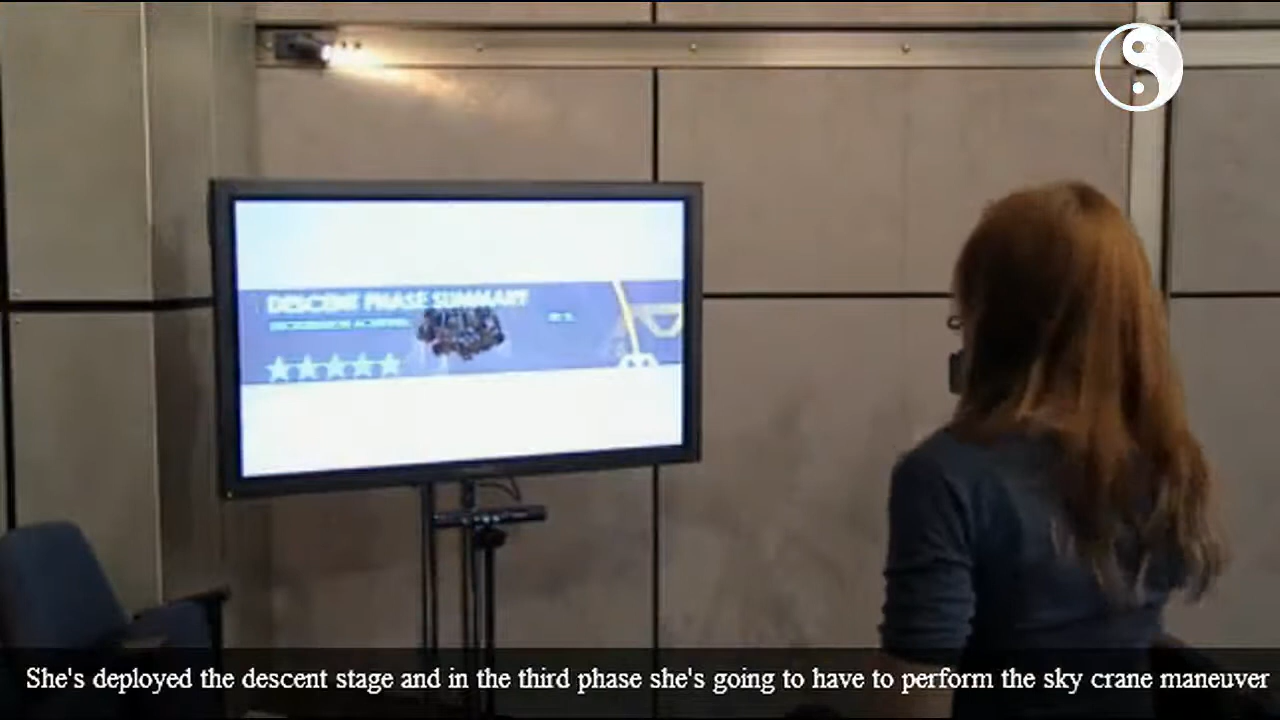 DESCENT PHASE SUMMARY
She's deployed the descent stage and in the third phase she's going to have to perform the sky crane maneuver